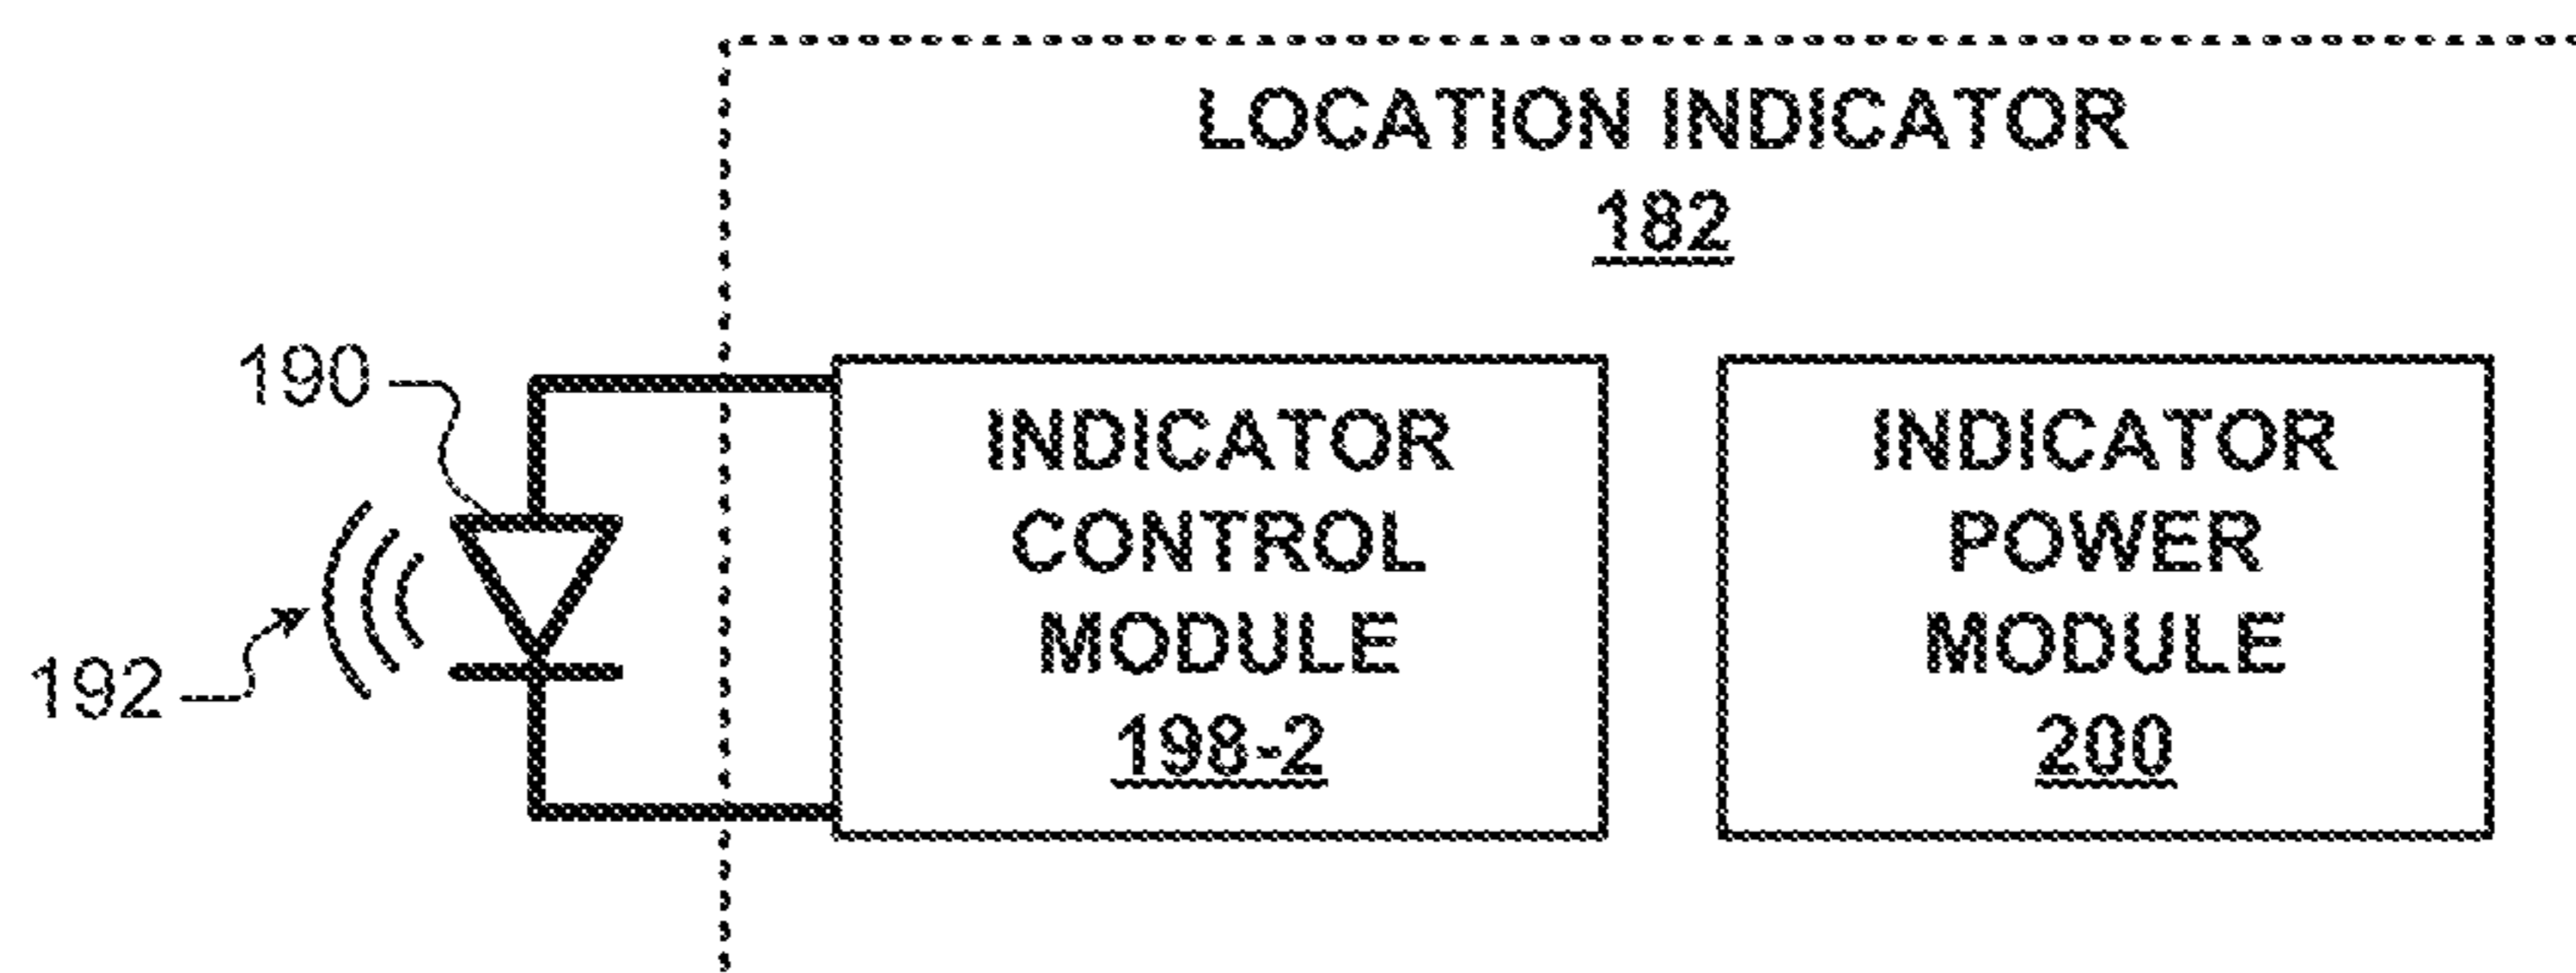 LOCATION INDICATOR
182
190
192
INDICATOR
CONTROL
MODULE
198-2
INDICATOR
POWER
MODULE
200